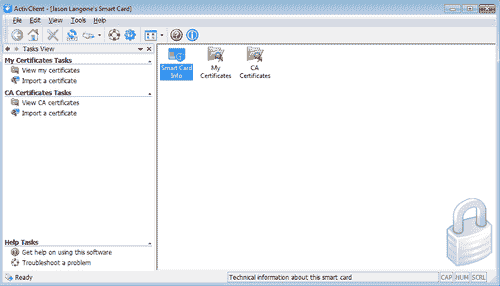 ActivClient - [Jason Langone's Smart Card]
File Edit View Tools Help
Tasks View
My Certificates Tasks
View my certificates
Import a certificate
CA Certificates Tasks
View CA certificates
Import a certificate
Smart Card
Info
My
Certificates
CA
Certificates
Help Tasks
Get help on using this software
Troubleshoot a problem
Ready
Technical information about this smart card
CAP NUM SCRL